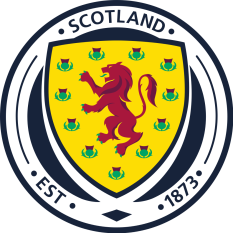 · SCOTLAND ·
· EST ·
· 1873 ·